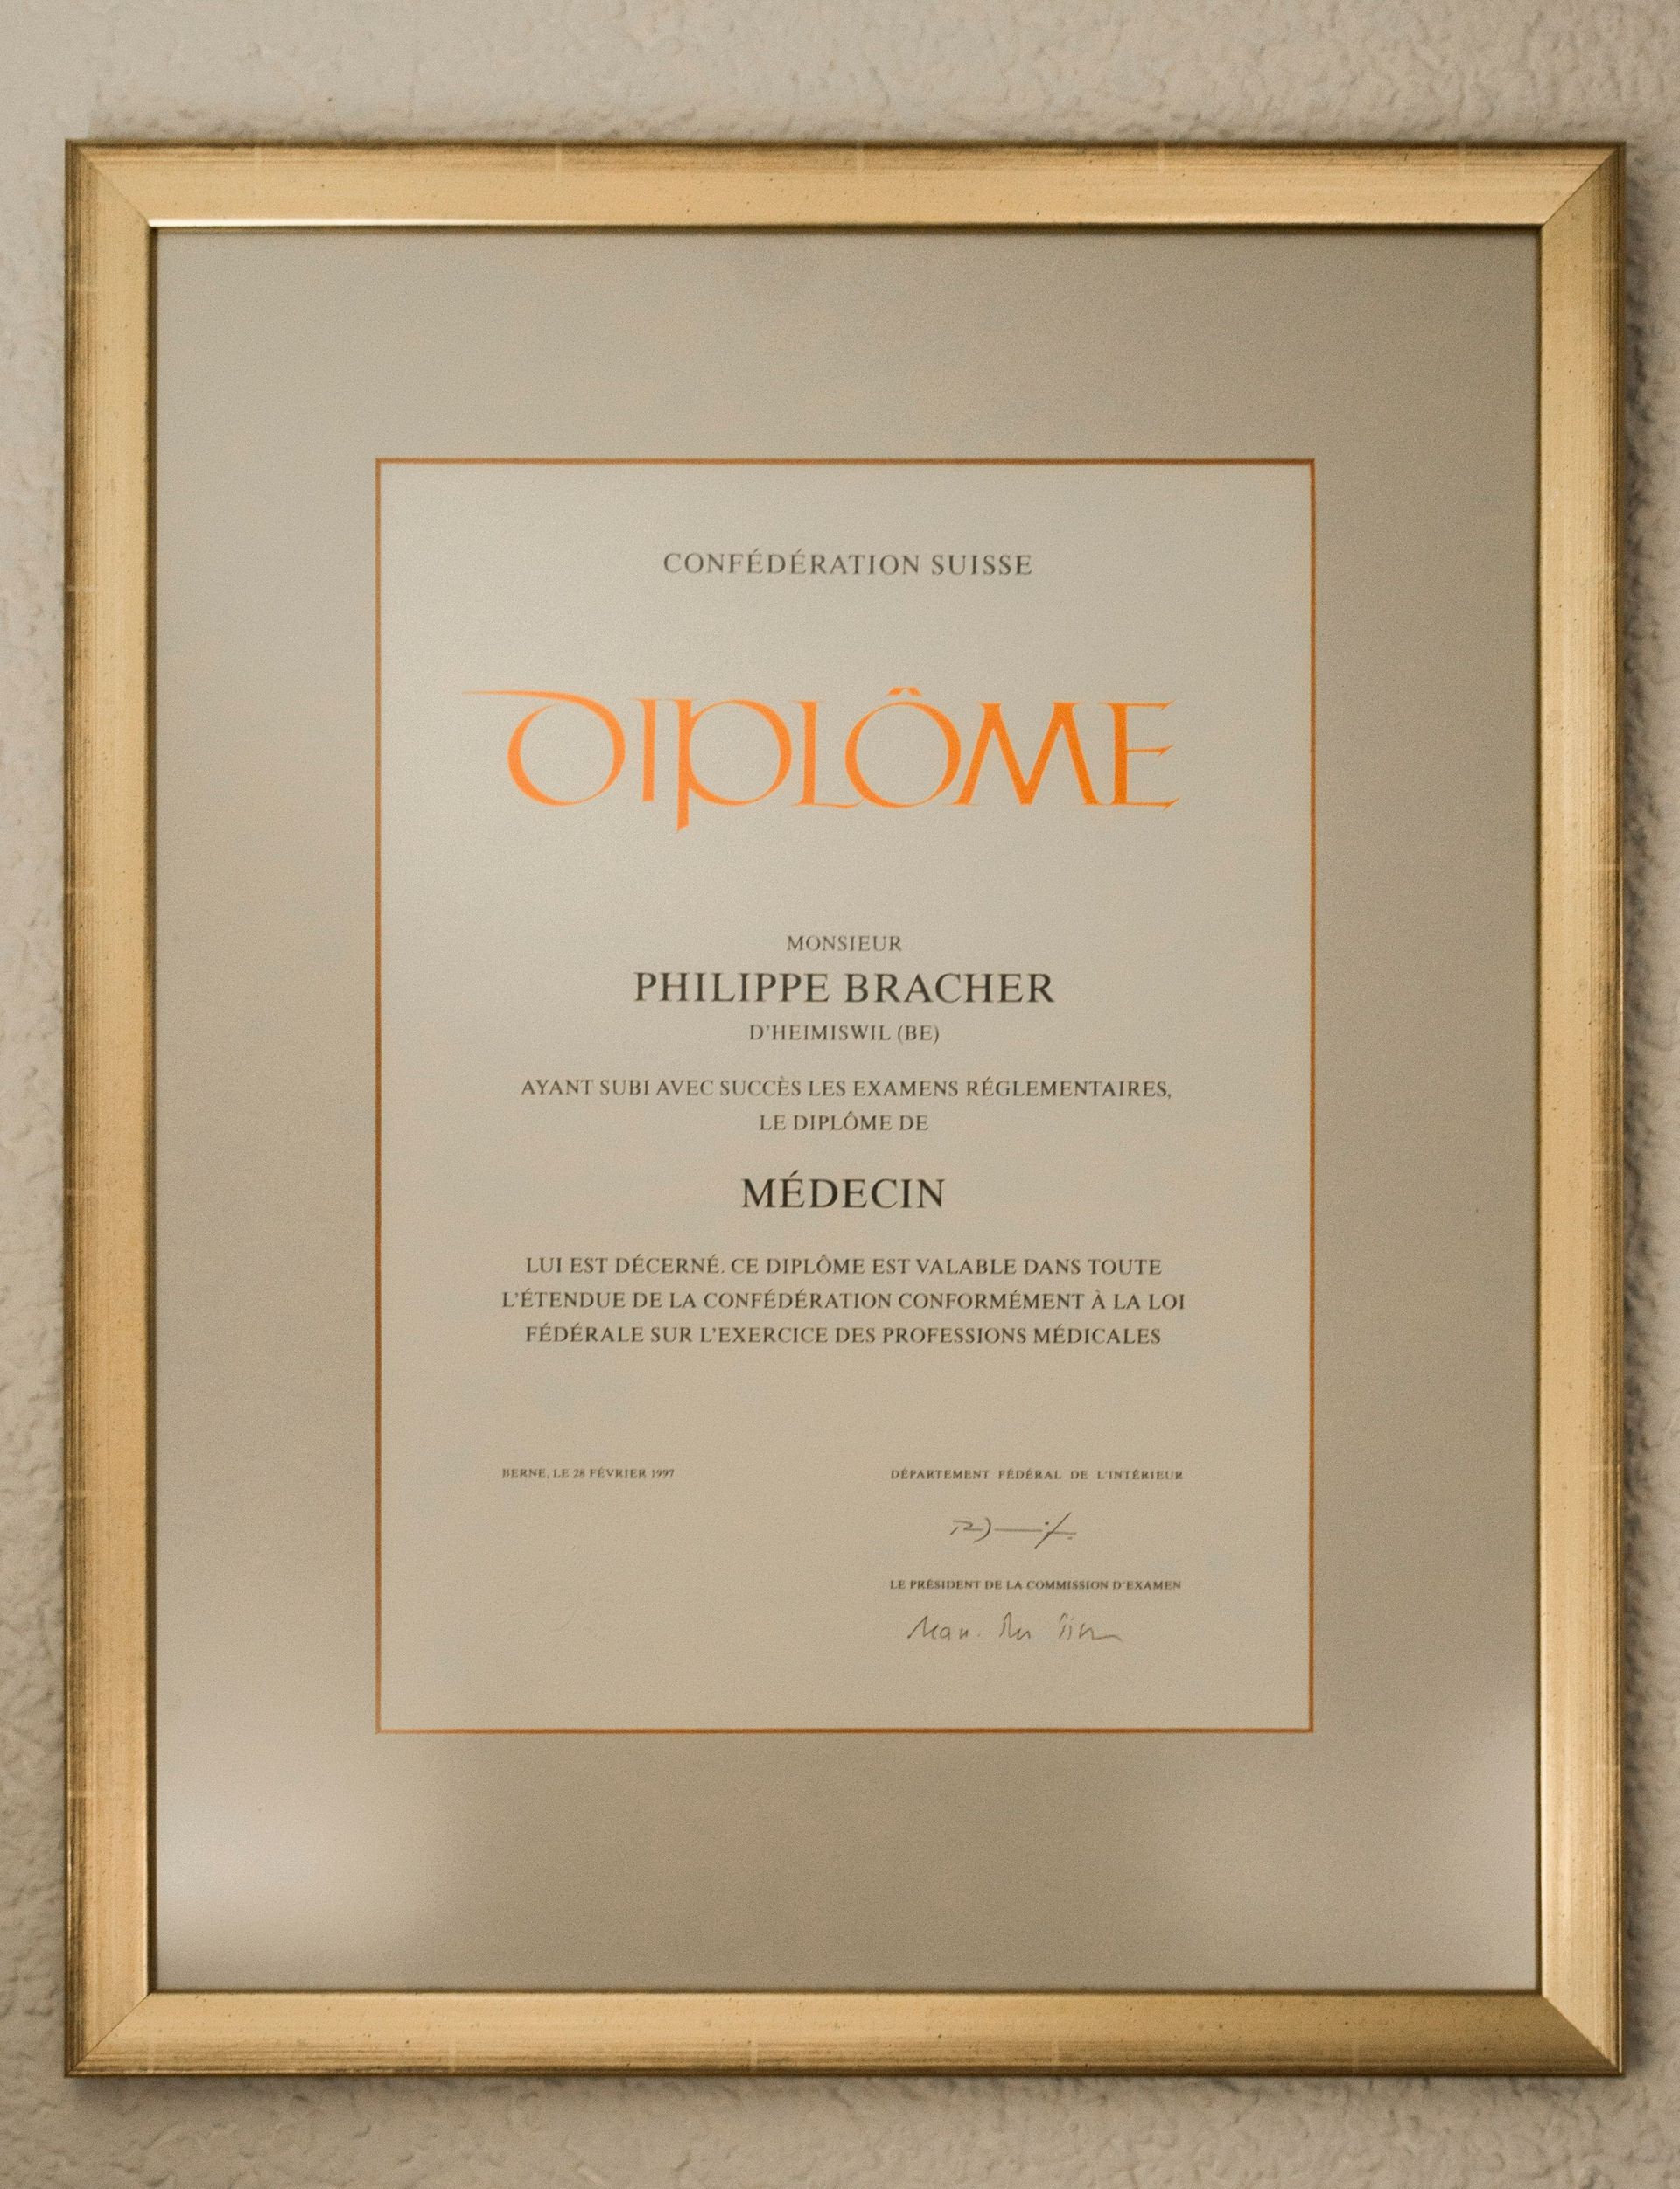 CONFÉDÉRATION SUISSE
DIPLÔME
MONSIEUR
PHILIPPE BRACHER
D'HEIMISWIL (BE)
AYANT SUBI AVEC SUCCÈS LES EXAMENS RÉGLEMENTAIRES,
LE DIPLÔME DE
MÉDECIN
LUI EST DÉCERNÉ. CE DIPLÔME EST VALABLE DANS TOUTE
L'ÉTENDUE DE LA CONFÉDÉRATION CONFORMÉMENT À LA LOI
FÉDÉRALE SUR L'EXERCICE DES PROFESSIONS MÉDICALES
BERNE, LE 28 FÉVRIER 1997
DÉPARTEMENT FÉDÉRAL DE L'INTÉRIEUR
LE PRÉSIDENT DE LA COMMISSION D'EXAMEN